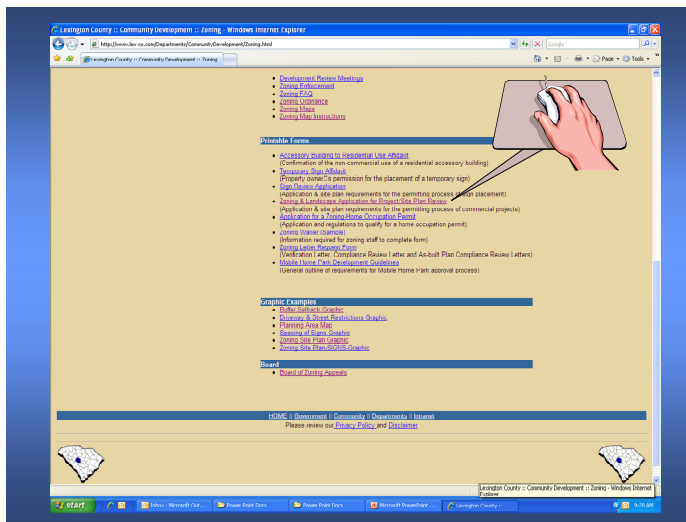 Lexington County :: Community Development :: Zoning - Windows Internet Explorer
http://www.lex-co.com/Departments/CommunityDevelopment/Zoning.html
Google
Lexington County :: Community Development :: Zoning
Page
Tools
Development Review Meetings
Zoning Enforcement
Zoning FAQ
Zoning Ordinance
Zoning Maps
Zoning Map Instructions
Printable Forms
Accessory Building to Residential Use Affidavit
(Confirmation of the non-commercial use of a residential accessory building)
Temporary Sign Affidavit
(Property owner□s permission for the placement of a temporary sign)
Sign Review Application
(Application & site plan requirements for the permitting process of sign placement)
Zoning & Landscape Application for Project/Site Plan Review
(Application & site plan requirements for the permitting process of commercial projects)
Application for a Zoning-Home Occupation Permit
(Application and regulations to qualify for a home occupation permit)
Zoning Waiver (Sample)
(Information required for zoning staff to complete form)
Zoning Letter Request Form
(Verification Letter, Compliance Review Letter and As-built Plan Compliance Review Letters)
Mobile Home Park Development Guidelines
(General outline of requirements for Mobile Home Park approval process)
Graphic Examples
Buffer Setback Graphic
Driveway & Street Restrictions Graphic
Planning Area Map
Spacing of Signs Graphic
Zoning Site Plan Graphic
Zoning Site Plan-SIGNS-Graphic
Board
Board of Zoning Appeals
HOME || Government || Community || Departments || Intranet
Please review our Privacy Policy and Disclaimer
Lexington County :: Community Development :: Zoning - Windows Internet Explorer
start
Inbox - Microsoft Out...
Power Point Docs
Power Point Docs
Microsoft PowerPoint ...
Lexington County ::
9:28 AM